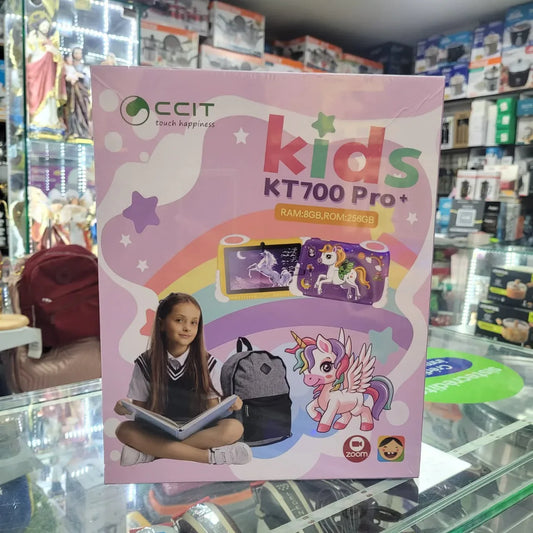 CCIT
touch happiness
kids
KT700 Pro+
RAM:8GB,ROM:256GB
zoom